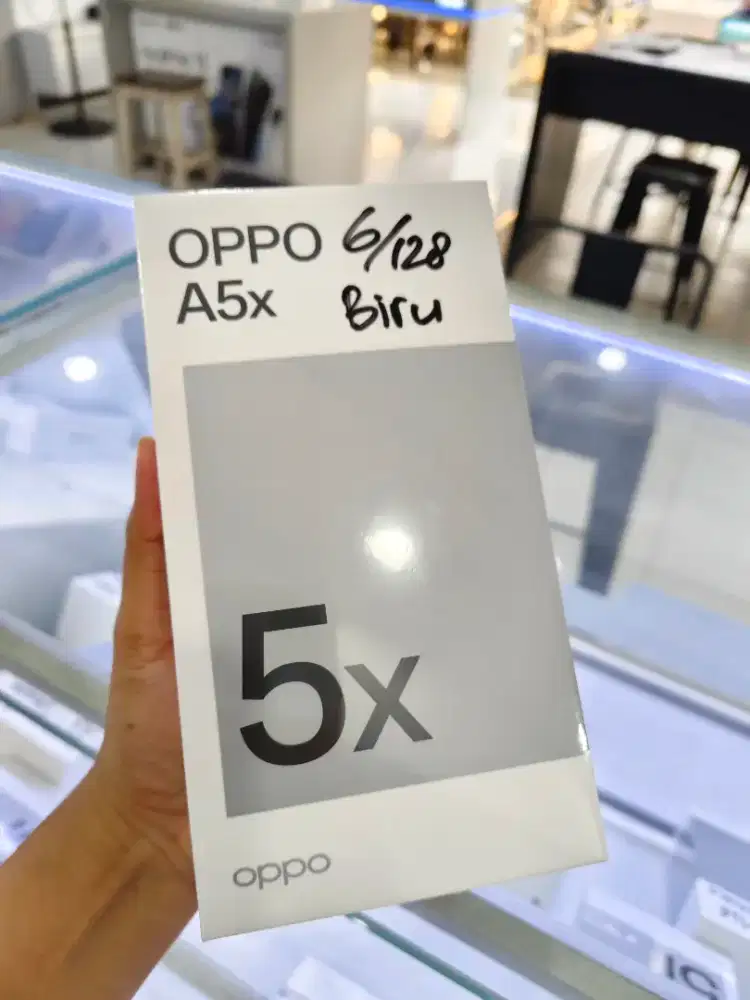 OPPO 6/128
A5x Biru
5x
oppo